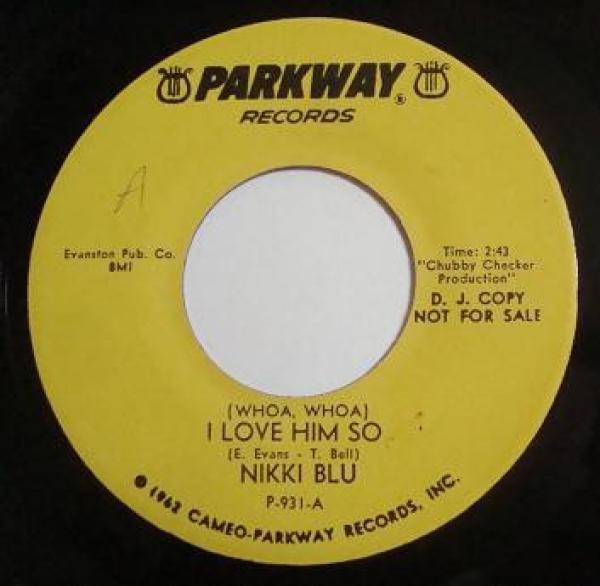 PARKWAY®
RECORDS
A
Evanston Pub. Co.
BMI
Time: 2:43
"Chubby Checker
Production"
D. J. COPY
NOT FOR SALE
(WHOA, WHOA)
I LOVE HIM SO
(E. Evans - T. Bell)
NIKKI BLU
P-931-A
© 1962 CAMEO-PARKWAY RECORDS, INC.